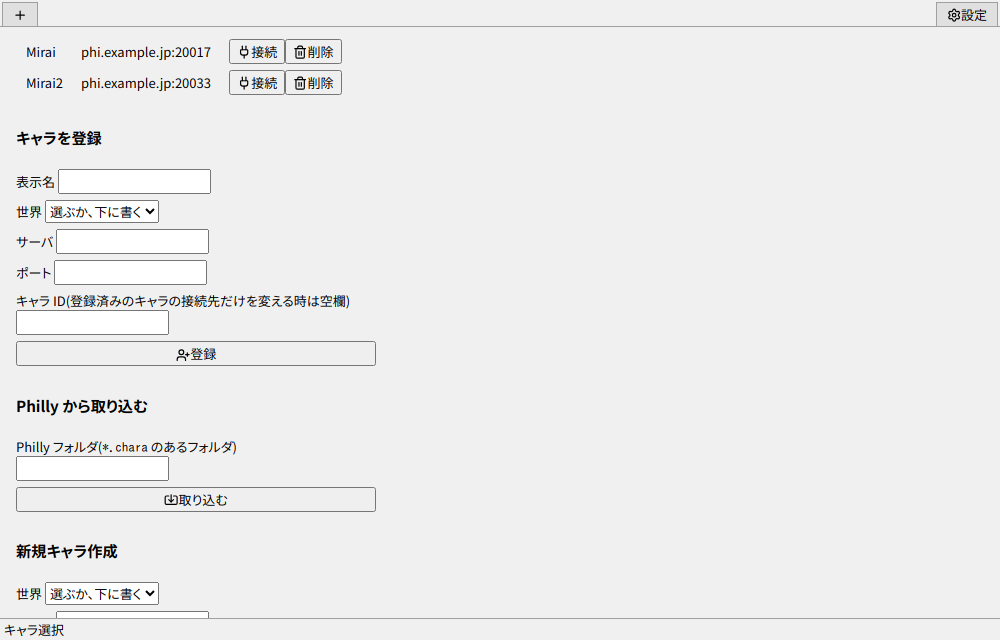 + 設定
Mirai phi.example.jp:20017 接続 削除
Mirai2 phi.example.jp:20033 接続 削除
キャラを登録
表示名
世界 選ぶか、下に書く
サーバ
ポート
キャラ ID(登録済みのキャラの接続先だけを変える時は空欄)
登録
Philly から取り込む
Philly フォルダ(*.chara のあるフォルダ)
取り込む
新規キャラ作成
世界 選ぶか、下に書く
キャラ選択